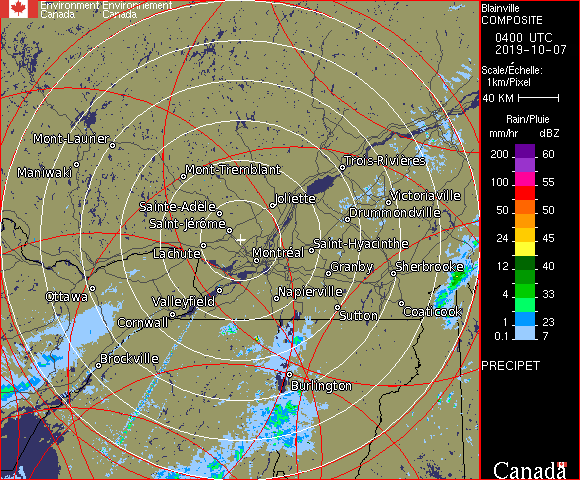 Environment Environnement
Canada Canada
Blainville
COMPOSITE
0400 UTC
2019-10-07
Scale/Échelle:
1km/Pixel
40 KM
Rain/Pluie
mm/hr dBZ
200 60
100 55
50 50
24 45
12 40
4 33
1 23
0.1 7
PRECIPET
Canada
Mont-Laurier
Maniwaki
Mont-Tremblant
Trois-Rivières
Joliette
Victoriaville
Sainte-Adèle
Drummondville
Saint-Jérôme
Saint-Hyacinthe
Lachute
Montréal
Granby
Sherbrooke
Ottawa
Valleyfield
Napierville
Cornwall
Sutton
Coaticook
Brockville
Burlington